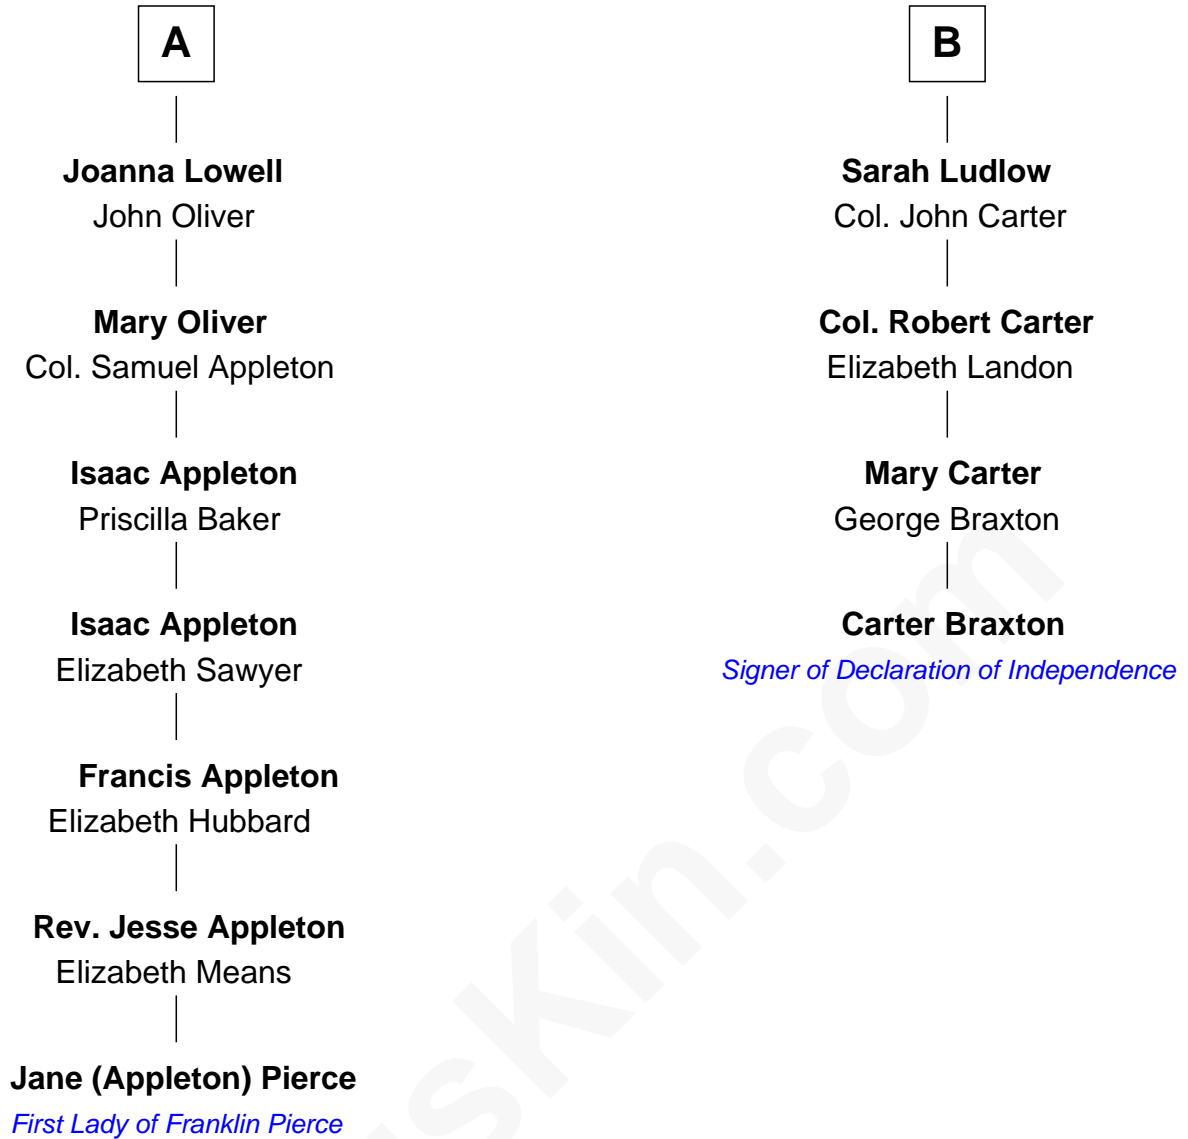 A
Joanna Lowell
John Oliver
Mary Oliver
Col. Samuel Appleton
Isaac Appleton
Priscilla Baker
Isaac Appleton
Elizabeth Sawyer
Francis Appleton
Elizabeth Hubbard
Rev. Jesse Appleton
Elizabeth Means
Jane (Appleton) Pierce
First Lady of Franklin Pierce
B
Sarah Ludlow
Col. John Carter
Col. Robert Carter
Elizabeth Landon
Mary Carter
George Braxton
Carter Braxton
Signer of Declaration of Independence
usKin.com